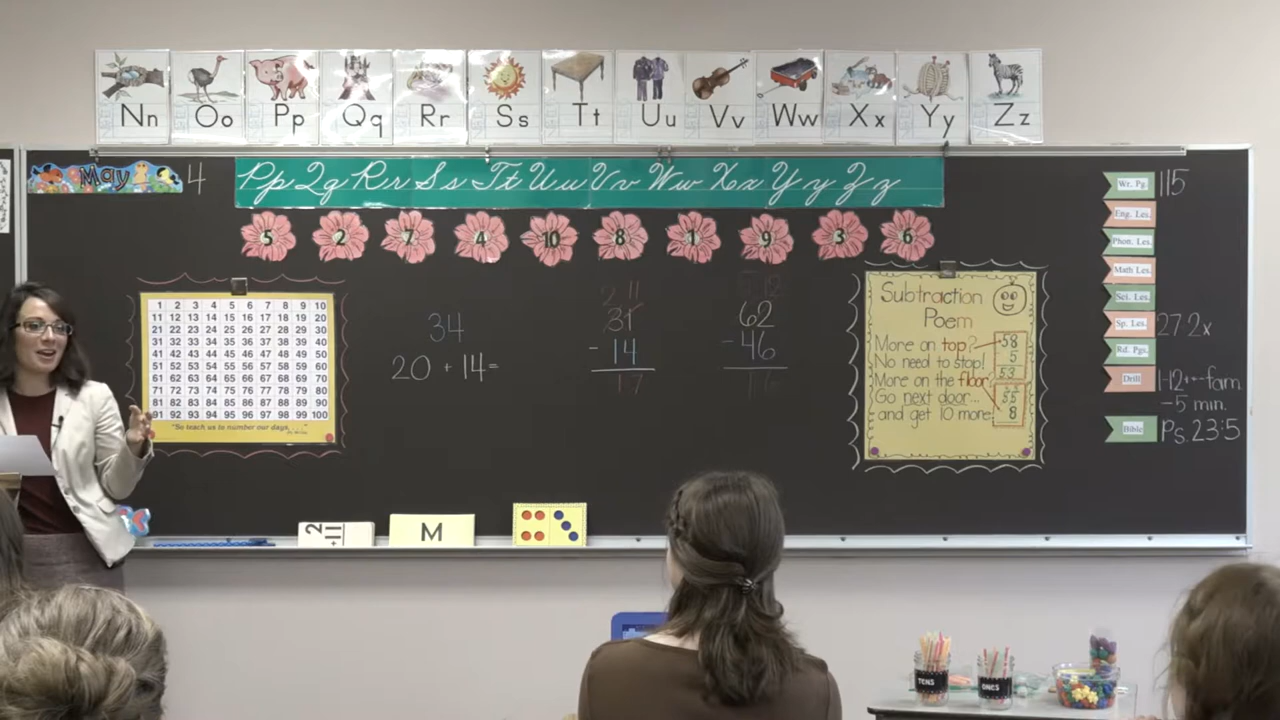 Nn Oo Pp Qq Rr Ss Tt Uu Vv Ww Xx Yy Zz
May 4
Pp Qq Rr Ss Tt Uu Vv Ww Xx Yy Zz
5 2 7 4 10 8 1 9 3 6
1 2 3 4 5 6 7 8 9 10
11 12 13 14 15 16 17 18 19 20
21 22 23 24 25 26 27 28 29 30
31 32 33 34 35 36 37 38 39 40
41 42 43 44 45 46 47 48 49 50
51 52 53 54 55 56 57 58 59 60
61 62 63 64 65 66 67 68 69 70
71 72 73 74 75 76 77 78 79 80
81 82 83 84 85 86 87 88 89 90
91 92 93 94 95 96 97 98 99 100
"So teach us to number our days, . . ."
34
20 + 14=
2 11
31
- 14
17
12
62
- 46
16
Subtraction
Poem
More on top?
No need to stop!
More on the floor?
Go next door...
and get 10 more!
58
5
53
55
8
Wr. Pg. 115
Eng. Les.
Phon. Les.
Math Les.
Sci. Les.
Sp. Les. 27 2x
Rd. Pgs.
Drill 1-12 +- fam
-5 min.
Bible Ps. 23:5
+2
11
M
TENS
ONES